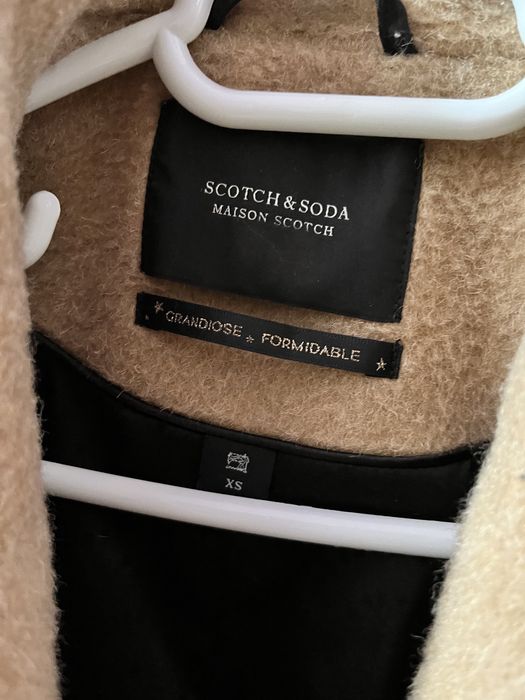 SCOTCH & SODA
MAISON SCOTCH
GRANDIOSE * FORMIDABLE
XS